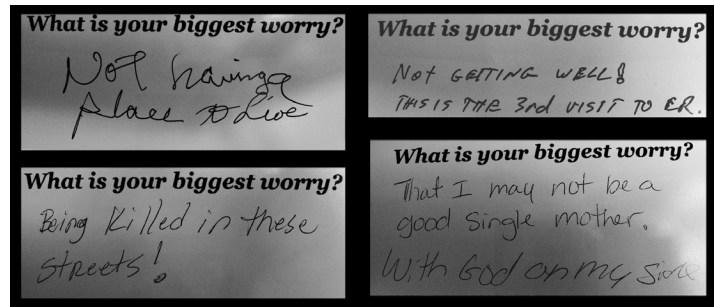 What is your biggest worry?
Not having a
place to live
What is your biggest worry?
Not GETTING WELL!
THIS IS THE 3rd VISIT TO ER.
What is your biggest worry?
Being Killed in these
streets!
What is your biggest worry?
That I may not be a
good single mother.
With God on my side